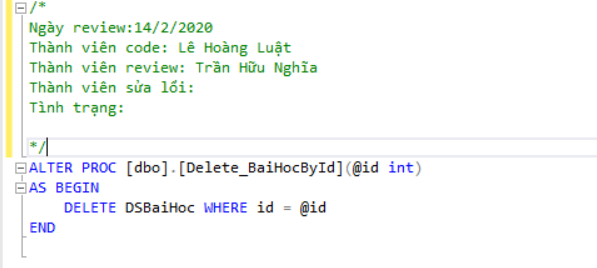 /*
Ngày review:14/2/2020
Thành viên code: Lê Hoàng Luật
Thành viên review: Trần Hữu Nghĩa
Thành viên sửa lổi:
Tình trạng:
*/
ALTER PROC [dbo].[Delete_BaiHocById](@id int)
AS BEGIN
DELETE DSBaiHoc WHERE id = @id
END